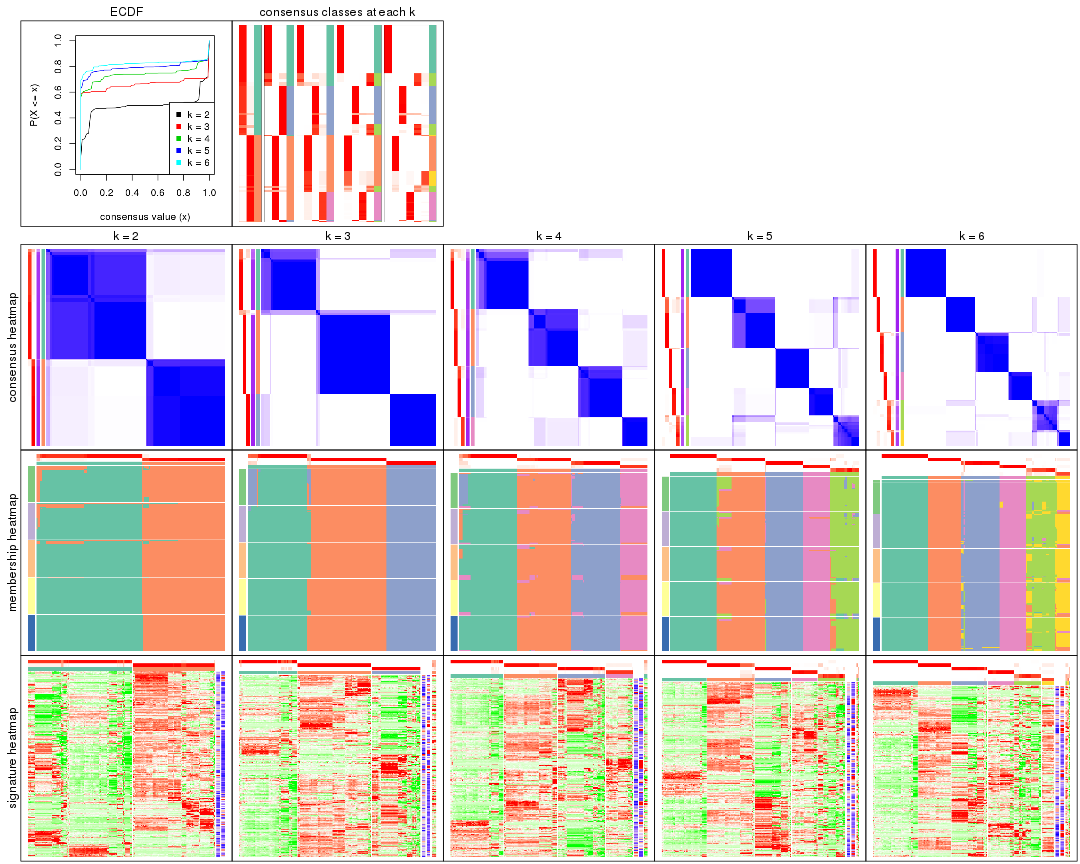 ECDF
consensus classes at each k
P(X <= x)
0.0 0.2 0.4 0.6 0.8 1.0
k = 2
k = 3
k = 4
k = 5
k = 6
0.0 0.2 0.4 0.6 0.8 1.0
consensus value (x)
k = 2 k = 3 k = 4 k = 5 k = 6
consensus heatmap
membership heatmap
signature heatmap